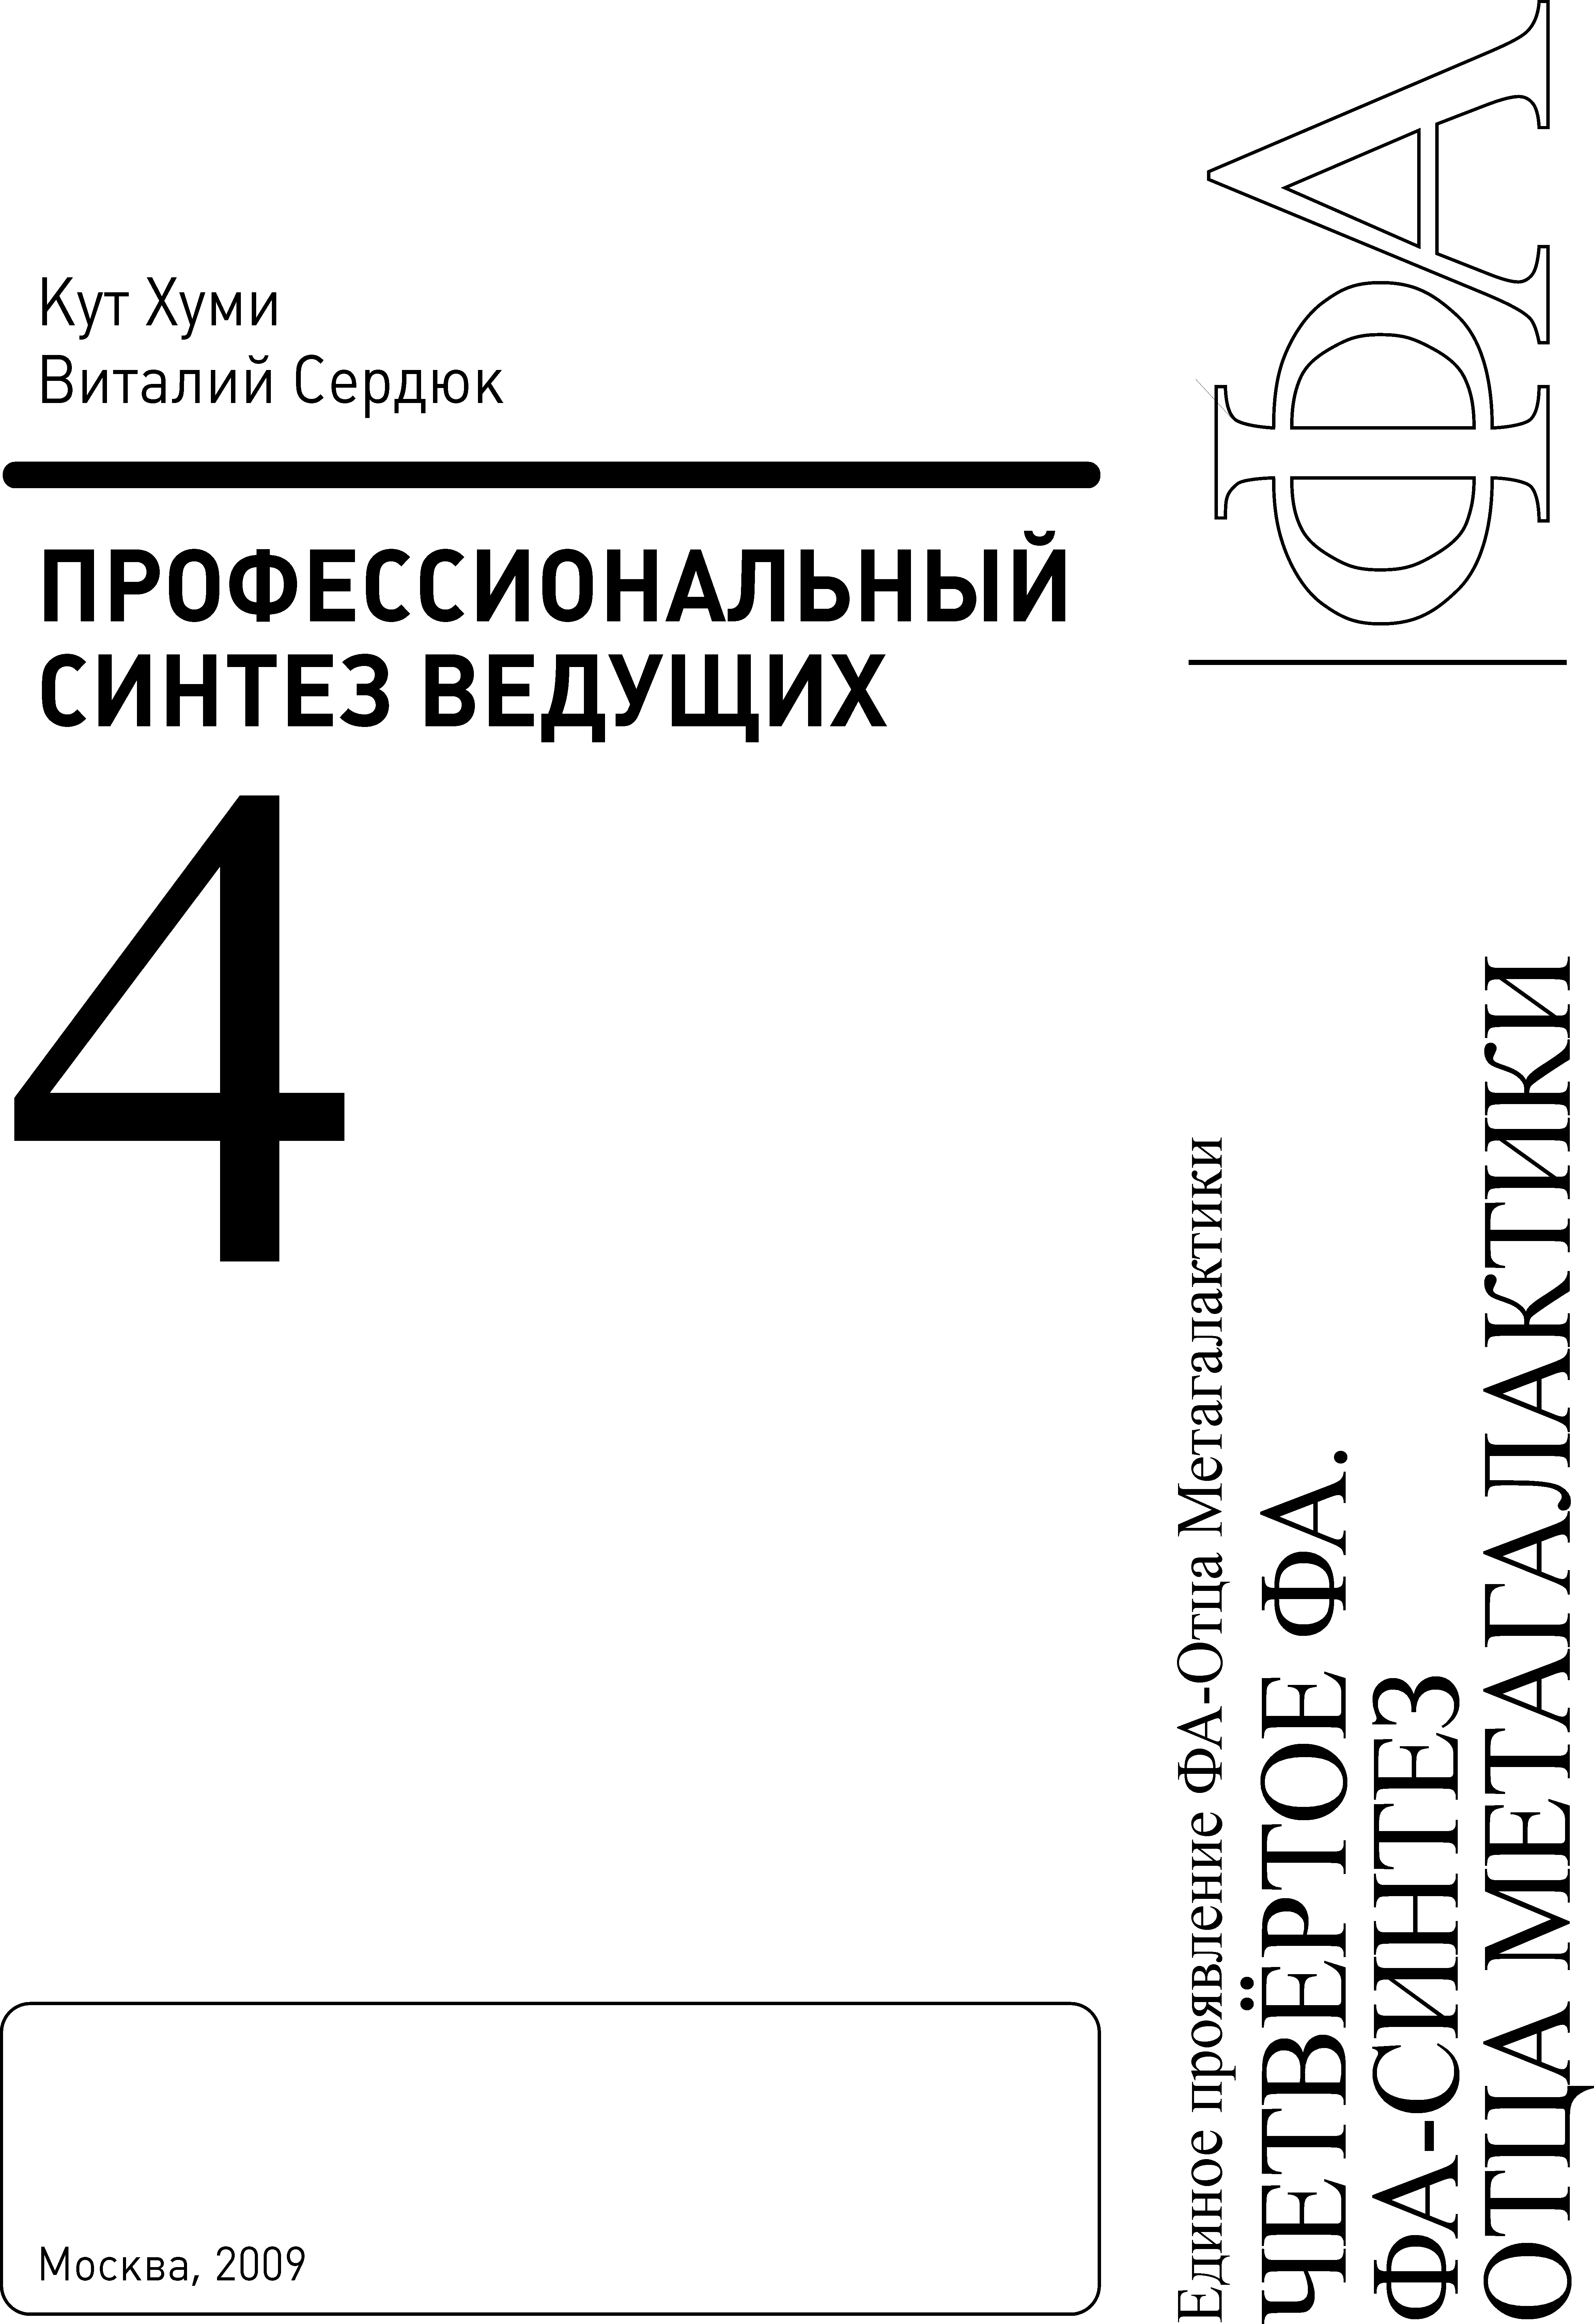 Кут Хуми
Виталий Сердюк
ПРОФЕССИОНАЛЬНЫЙ
СИНТЕЗ ВЕДУЩИХ
4
Москва, 2009
ФА
Единое проявление ФА-Отца Метагалактики
ЧЕТВЁРТОЕ ФА.
ФА-СИНТЕЗ
ОТЦА МЕТАГАЛАКТИКИ